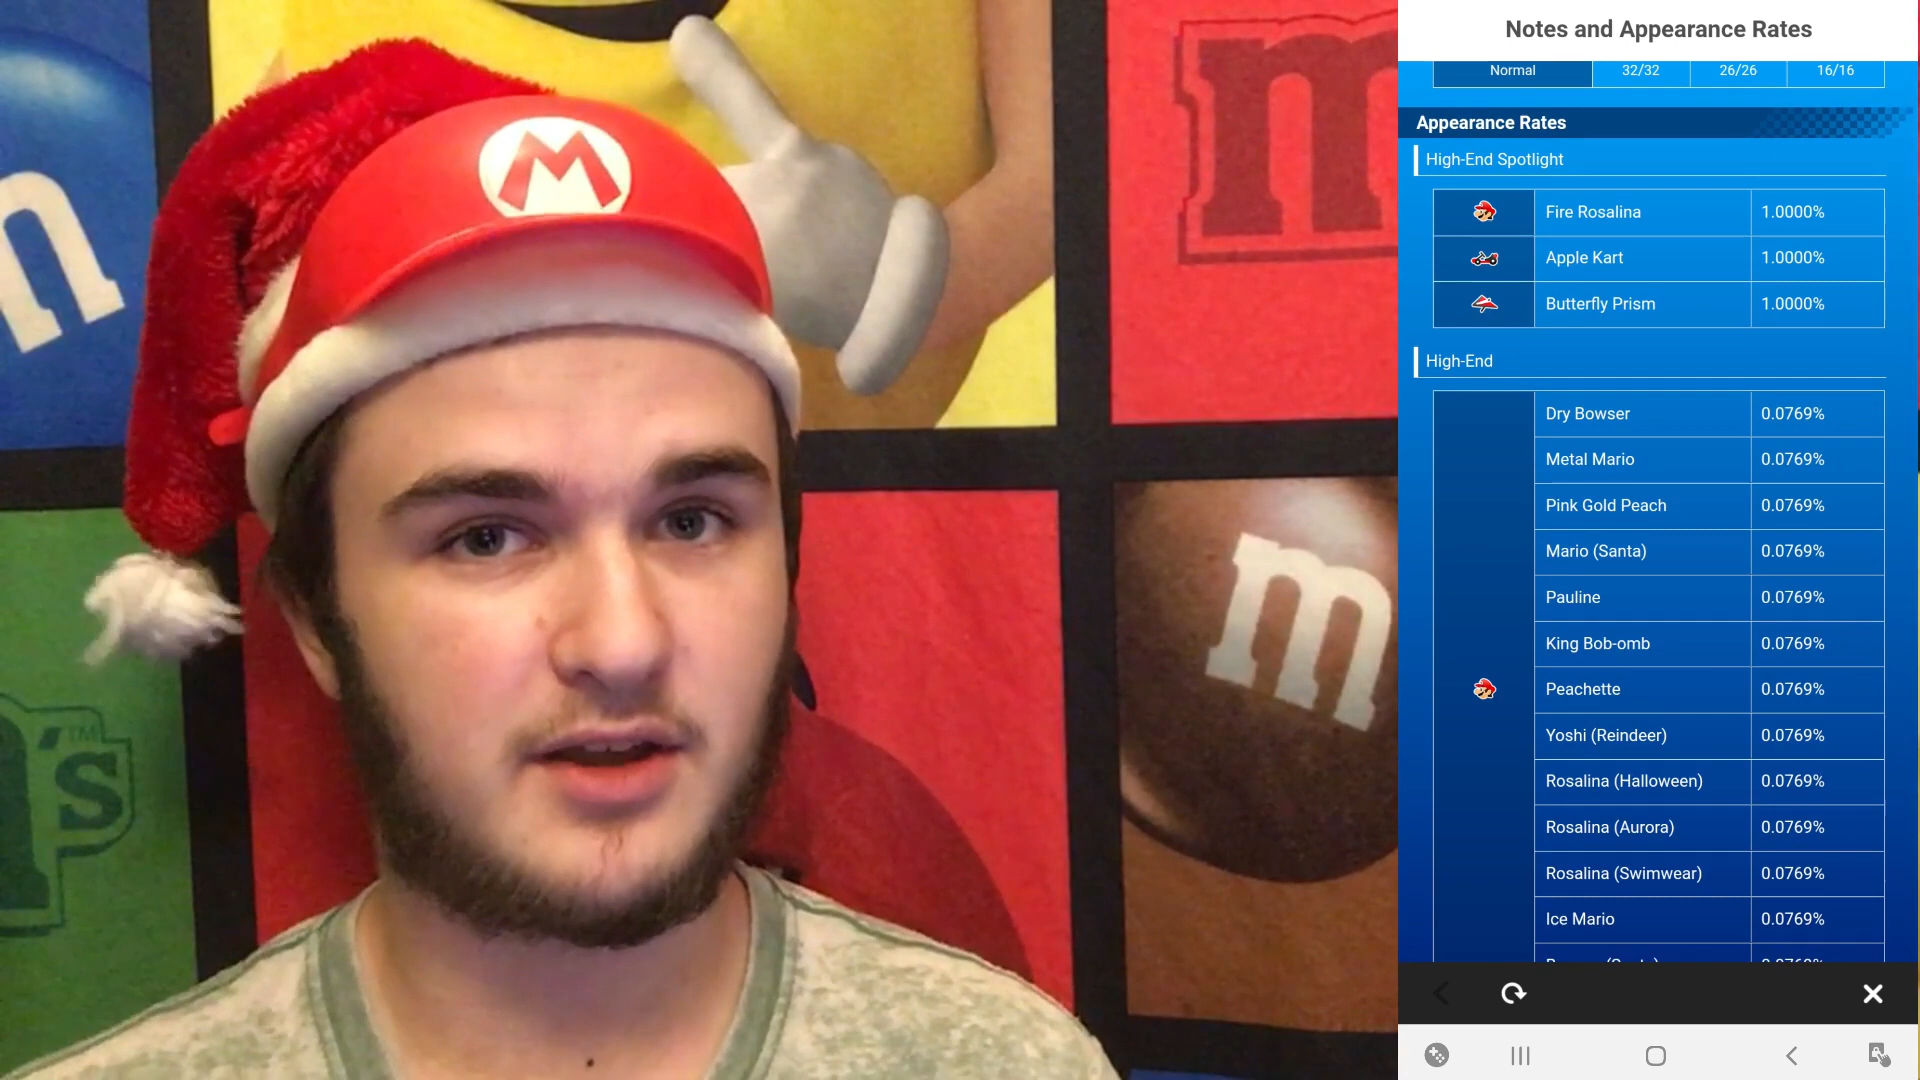 Notes and Appearance Rates
Normal 32/32 26/26 16/16
Appearance Rates
High-End Spotlight
Fire Rosalina 1.0000%
Apple Kart 1.0000%
Butterfly Prism 1.0000%
High-End
Dry Bowser 0.0769%
Metal Mario 0.0769%
Pink Gold Peach 0.0769%
Mario (Santa) 0.0769%
Pauline 0.0769%
King Bob-omb 0.0769%
Peachette 0.0769%
Yoshi (Reindeer) 0.0769%
Rosalina (Halloween) 0.0769%
Rosalina (Aurora) 0.0769%
Rosalina (Swimwear) 0.0769%
Ice Mario 0.0769%
M
m
m
m
's
TM